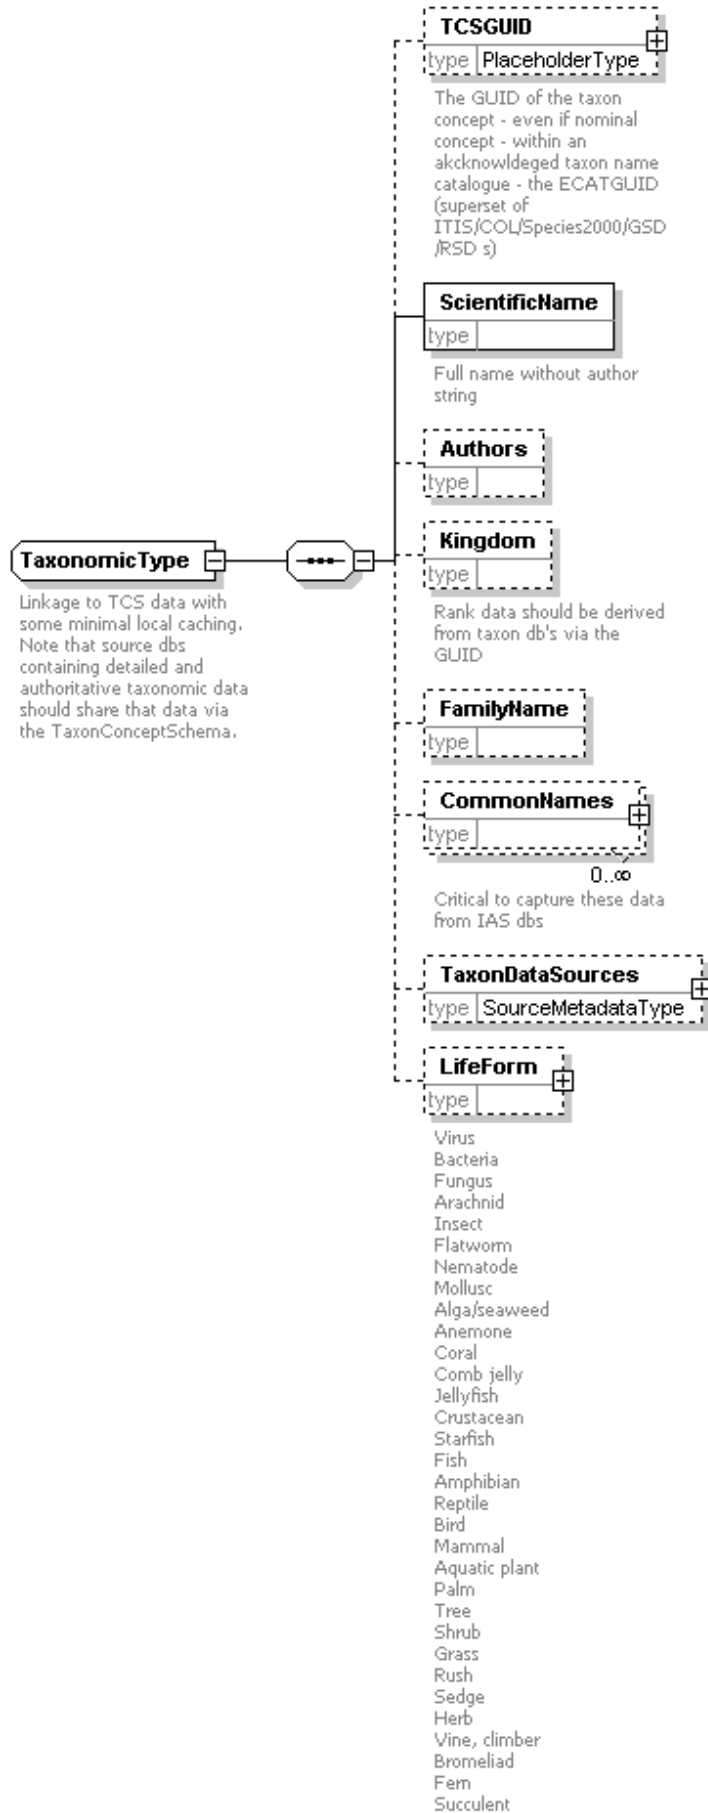 TCSGUID
type PlaceholderType
The GUID of the taxon
concept - even if nominal
concept - within an
akcknowldeged taxon name
catalogue - the ECATGUID
(superset of
ITIS/COL/Species2000/GSD
/RSD s)
ScientificName
type
Full name without author
string
Authors
type
Kingdom
type
Rank data should be derived
from taxon db's via the
GUID
TaxonomicType
Linkage to TCS data with
some minimal local caching.
Note that source dbs
containing detailed and
authoritative taxonomic data
should share that data via
the TaxonConceptSchema.
FamilyName
type
CommonNames
type
0..∞
Critical to capture these data
from IAS dbs
TaxonDataSources
type SourceMetadataType
LifeForm
type
Virus
Bacteria
Fungus
Arachnid
Insect
Flatworm
Nematode
Mollusc
Alga/seaweed
Anemone
Coral
Comb jelly
Jellyfish
Crustacean
Starfish
Fish
Amphibian
Reptile
Bird
Mammal
Aquatic plant
Palm
Tree
Shrub
Grass
Rush
Sedge
Herb
Vine, climber
Bromeliad
Fern
Succulent